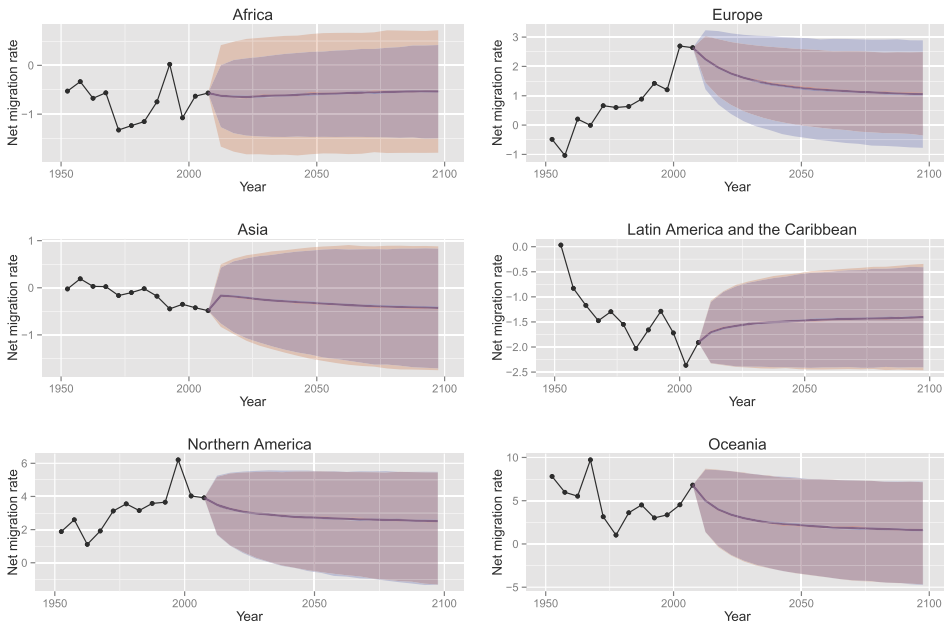 Africa
Net migration rate
0
−1
1950
2000
2050
2100
Year
Europe
Net migration rate
3
2
1
0
−1
1950
2000
2050
2100
Year
Asia
Net migration rate
1
0
−1
1950
2000
2050
2100
Year
Latin America and the Caribbean
Net migration rate
0.0
−0.5
−1.0
−1.5
−2.0
−2.5
1950
2000
2050
2100
Year
Northern America
Net migration rate
6
4
2
0
1950
2000
2050
2100
Year
Oceania
Net migration rate
10
5
0
−5
1950
2000
2050
2100
Year